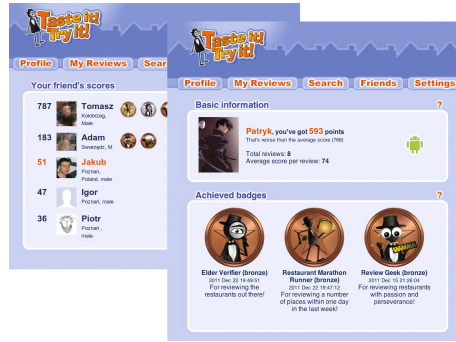 Taste it!
Try it!
Profile My Reviews Sear
Your friend's scores
787 Tomasz
Kołobrzeg,
Male
183 Adam
Swarzędz, M
51 Jakub
Poznan,
Poland, male
47 Igor
Poznań, male
36 Piotr
Poznań ,
male
Taste it!
Try it!
Profile My Reviews Search Friends Settings
Basic information ?
Patryk, you've got 593 points
That's worse than the average score (766)
Total reviews: 8
Average score per review: 74
Achieved badges ?
Elder Verifier (bronze)
2011 Dec 22 19:49:51
For reviewing the
restaurants out there!
Restaurant Marathon
Runner (bronze)
2011 Dec 22 19:47:12
For reviewing a number
of places within one day
in the last week!
Review Geek (bronze)
2011 Dec 15 21:26:04
For reviewing restaurants
with passion and
perseverance!